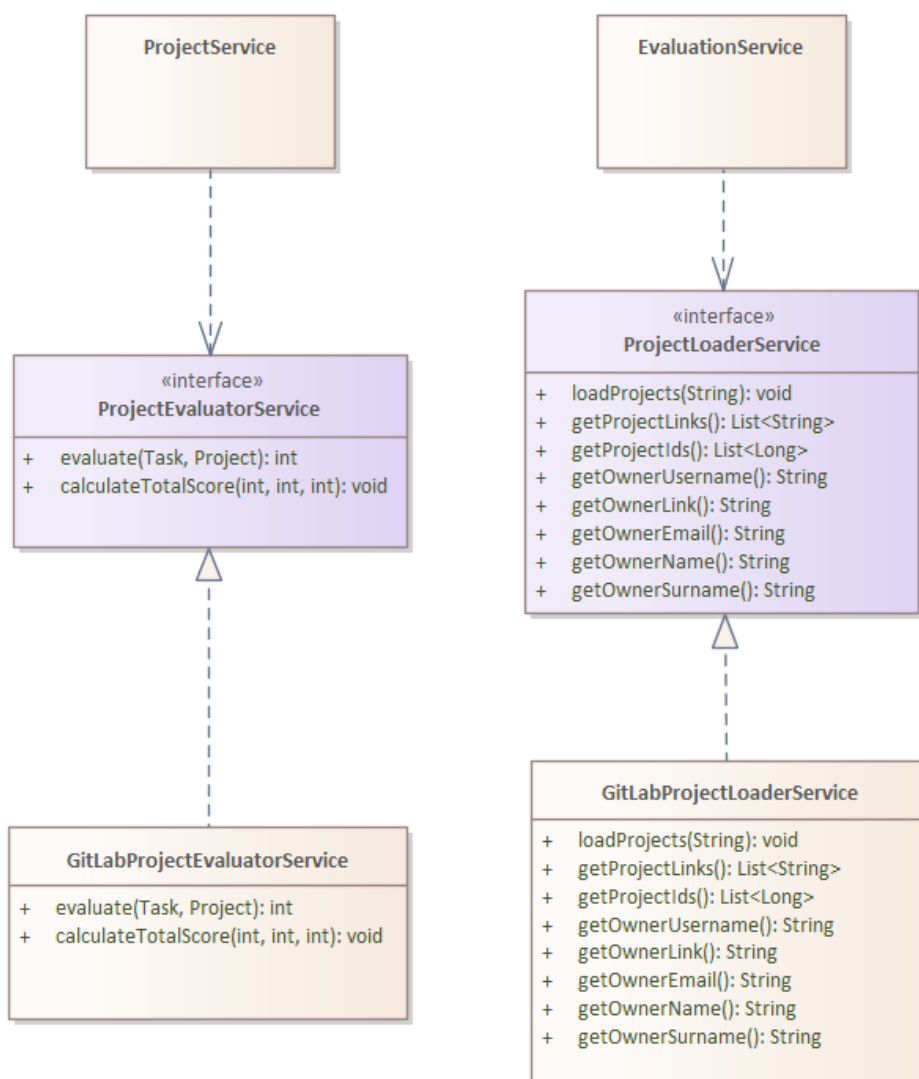 ProjectService
EvaluationService
«interface»
ProjectEvaluatorService
+ evaluate(Task, Project): int
+ calculateTotalScore(int, int, int): void
«interface»
ProjectLoaderService
+ loadProjects(String): void
+ getProjectLinks(): List<String>
+ getProjectIds(): List<Long>
+ getOwnerUsername(): String
+ getOwnerLink(): String
+ getOwnerEmail(): String
+ getOwnerName(): String
+ getOwnerSurname(): String
GitLabProjectEvaluatorService
+ evaluate(Task, Project): int
+ calculateTotalScore(int, int, int): void
GitLabProjectLoaderService
+ loadProjects(String): void
+ getProjectLinks(): List<String>
+ getProjectIds(): List<Long>
+ getOwnerUsername(): String
+ getOwnerLink(): String
+ getOwnerEmail(): String
+ getOwnerName(): String
+ getOwnerSurname(): String